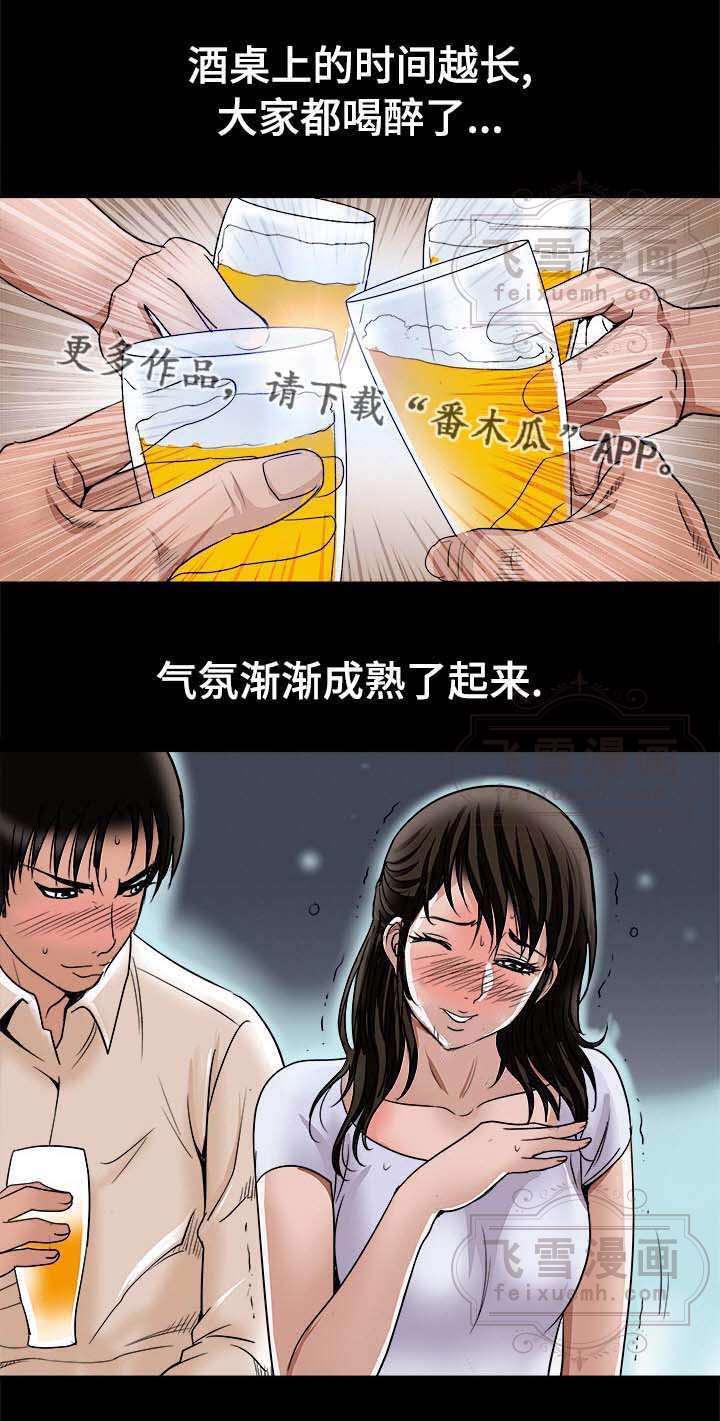 酒桌上的时间越长,
大家都喝醉了...
飞雪漫画
feixuemh.com
更多作品，请下载“番木瓜”APP。
气氛渐渐成熟了起来.
飞雪漫画
feixuemh.com
飞雪漫画
feixuemh.com